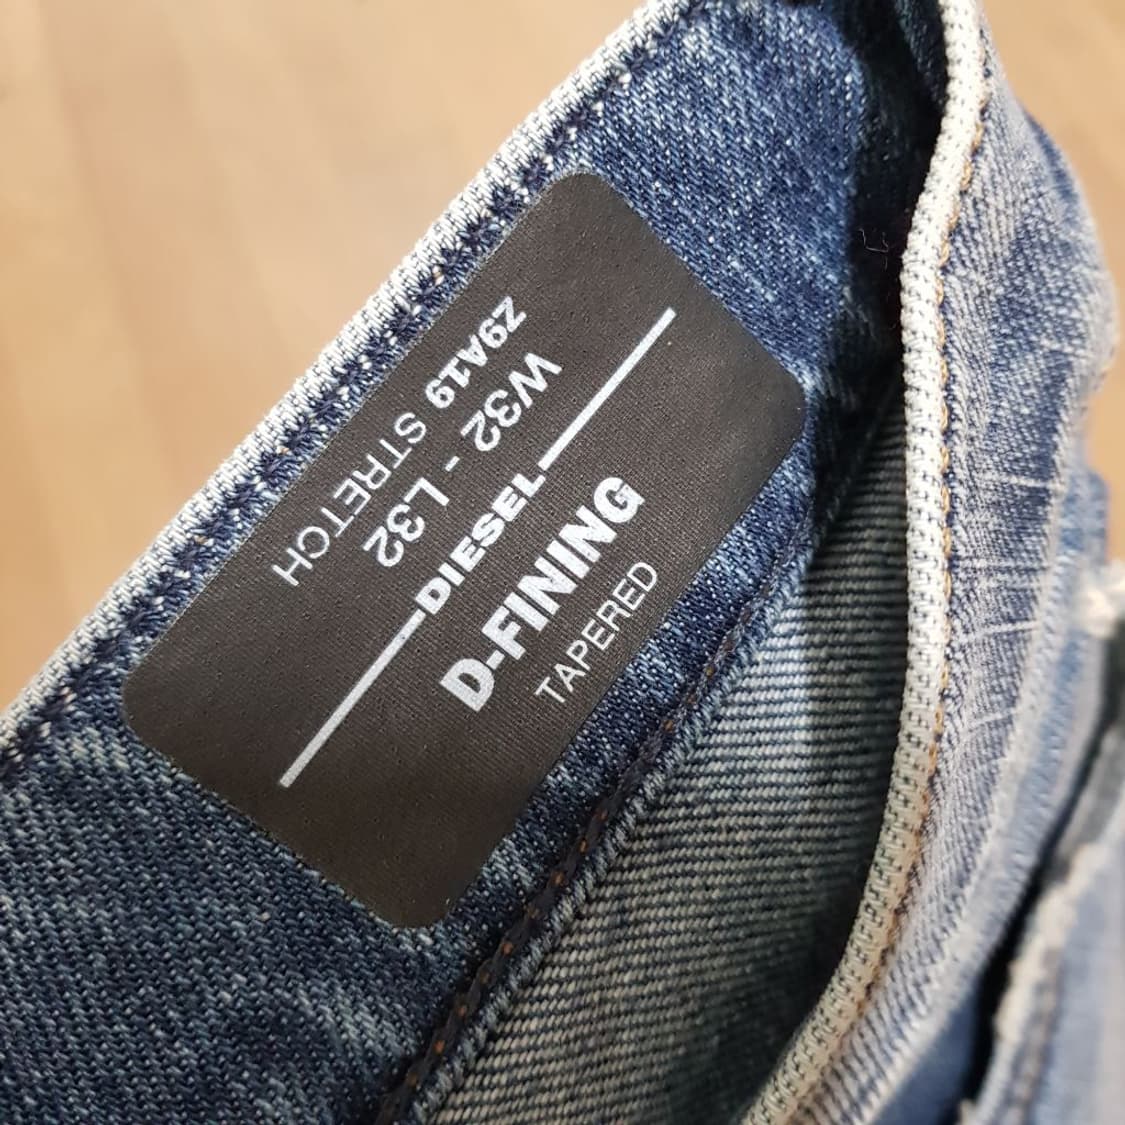 DIESEL
D-FINING
TAPERED
W32 - L32
Z9A19 STRETCH